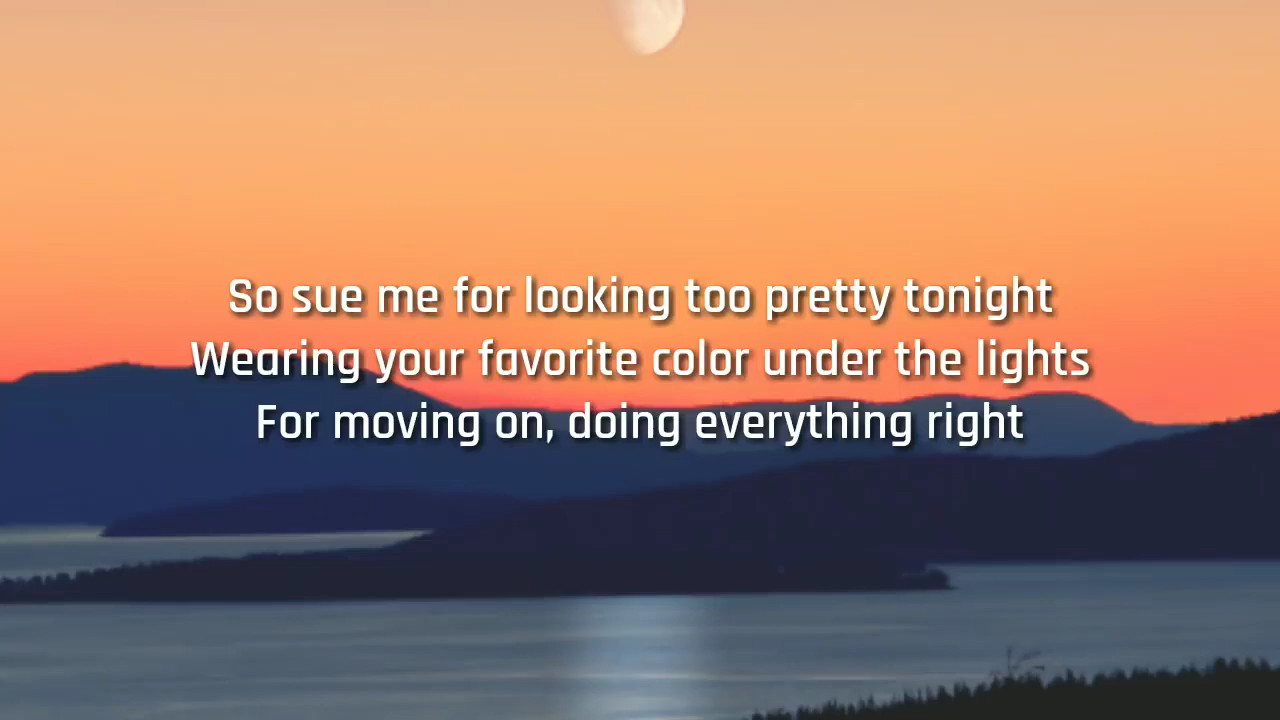 So sue me for looking too pretty tonight
Wearing your favorite color under the lights
For moving on, doing everything right